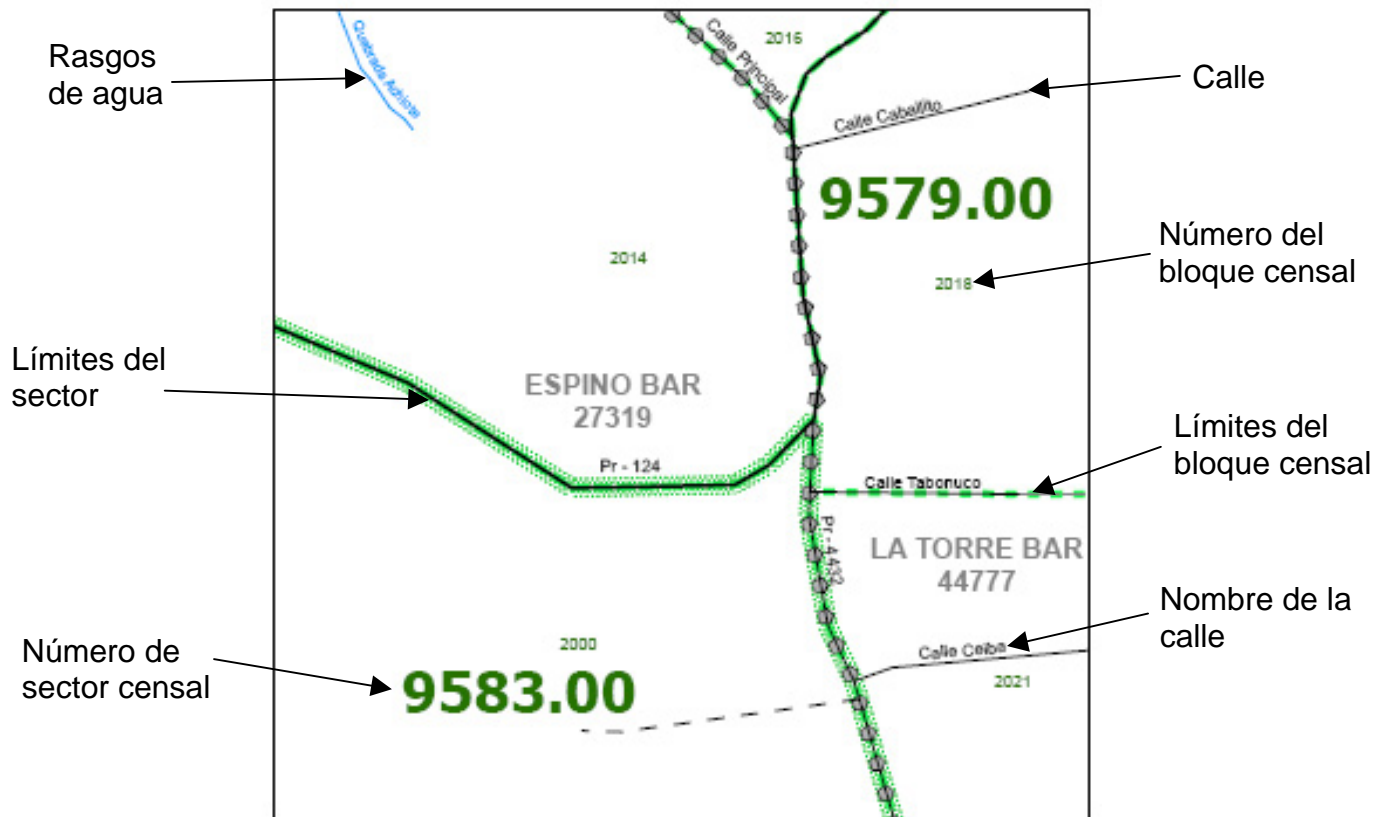 Rasgos
de agua
Quebrada Adriote
Calle Principal
2016
Calle Caballito
Calle
9579.00
2014
2018
Número del
bloque censal
Límites del
sector
ESPINO BAR
27319
Pr - 124
Límites del
bloque censal
Calle Tabonuco
Pr - 4432
LA TORRE BAR
44777
Nombre de la
calle
Calle Ceiba
2021
2000
Número de
sector censal
9583.00